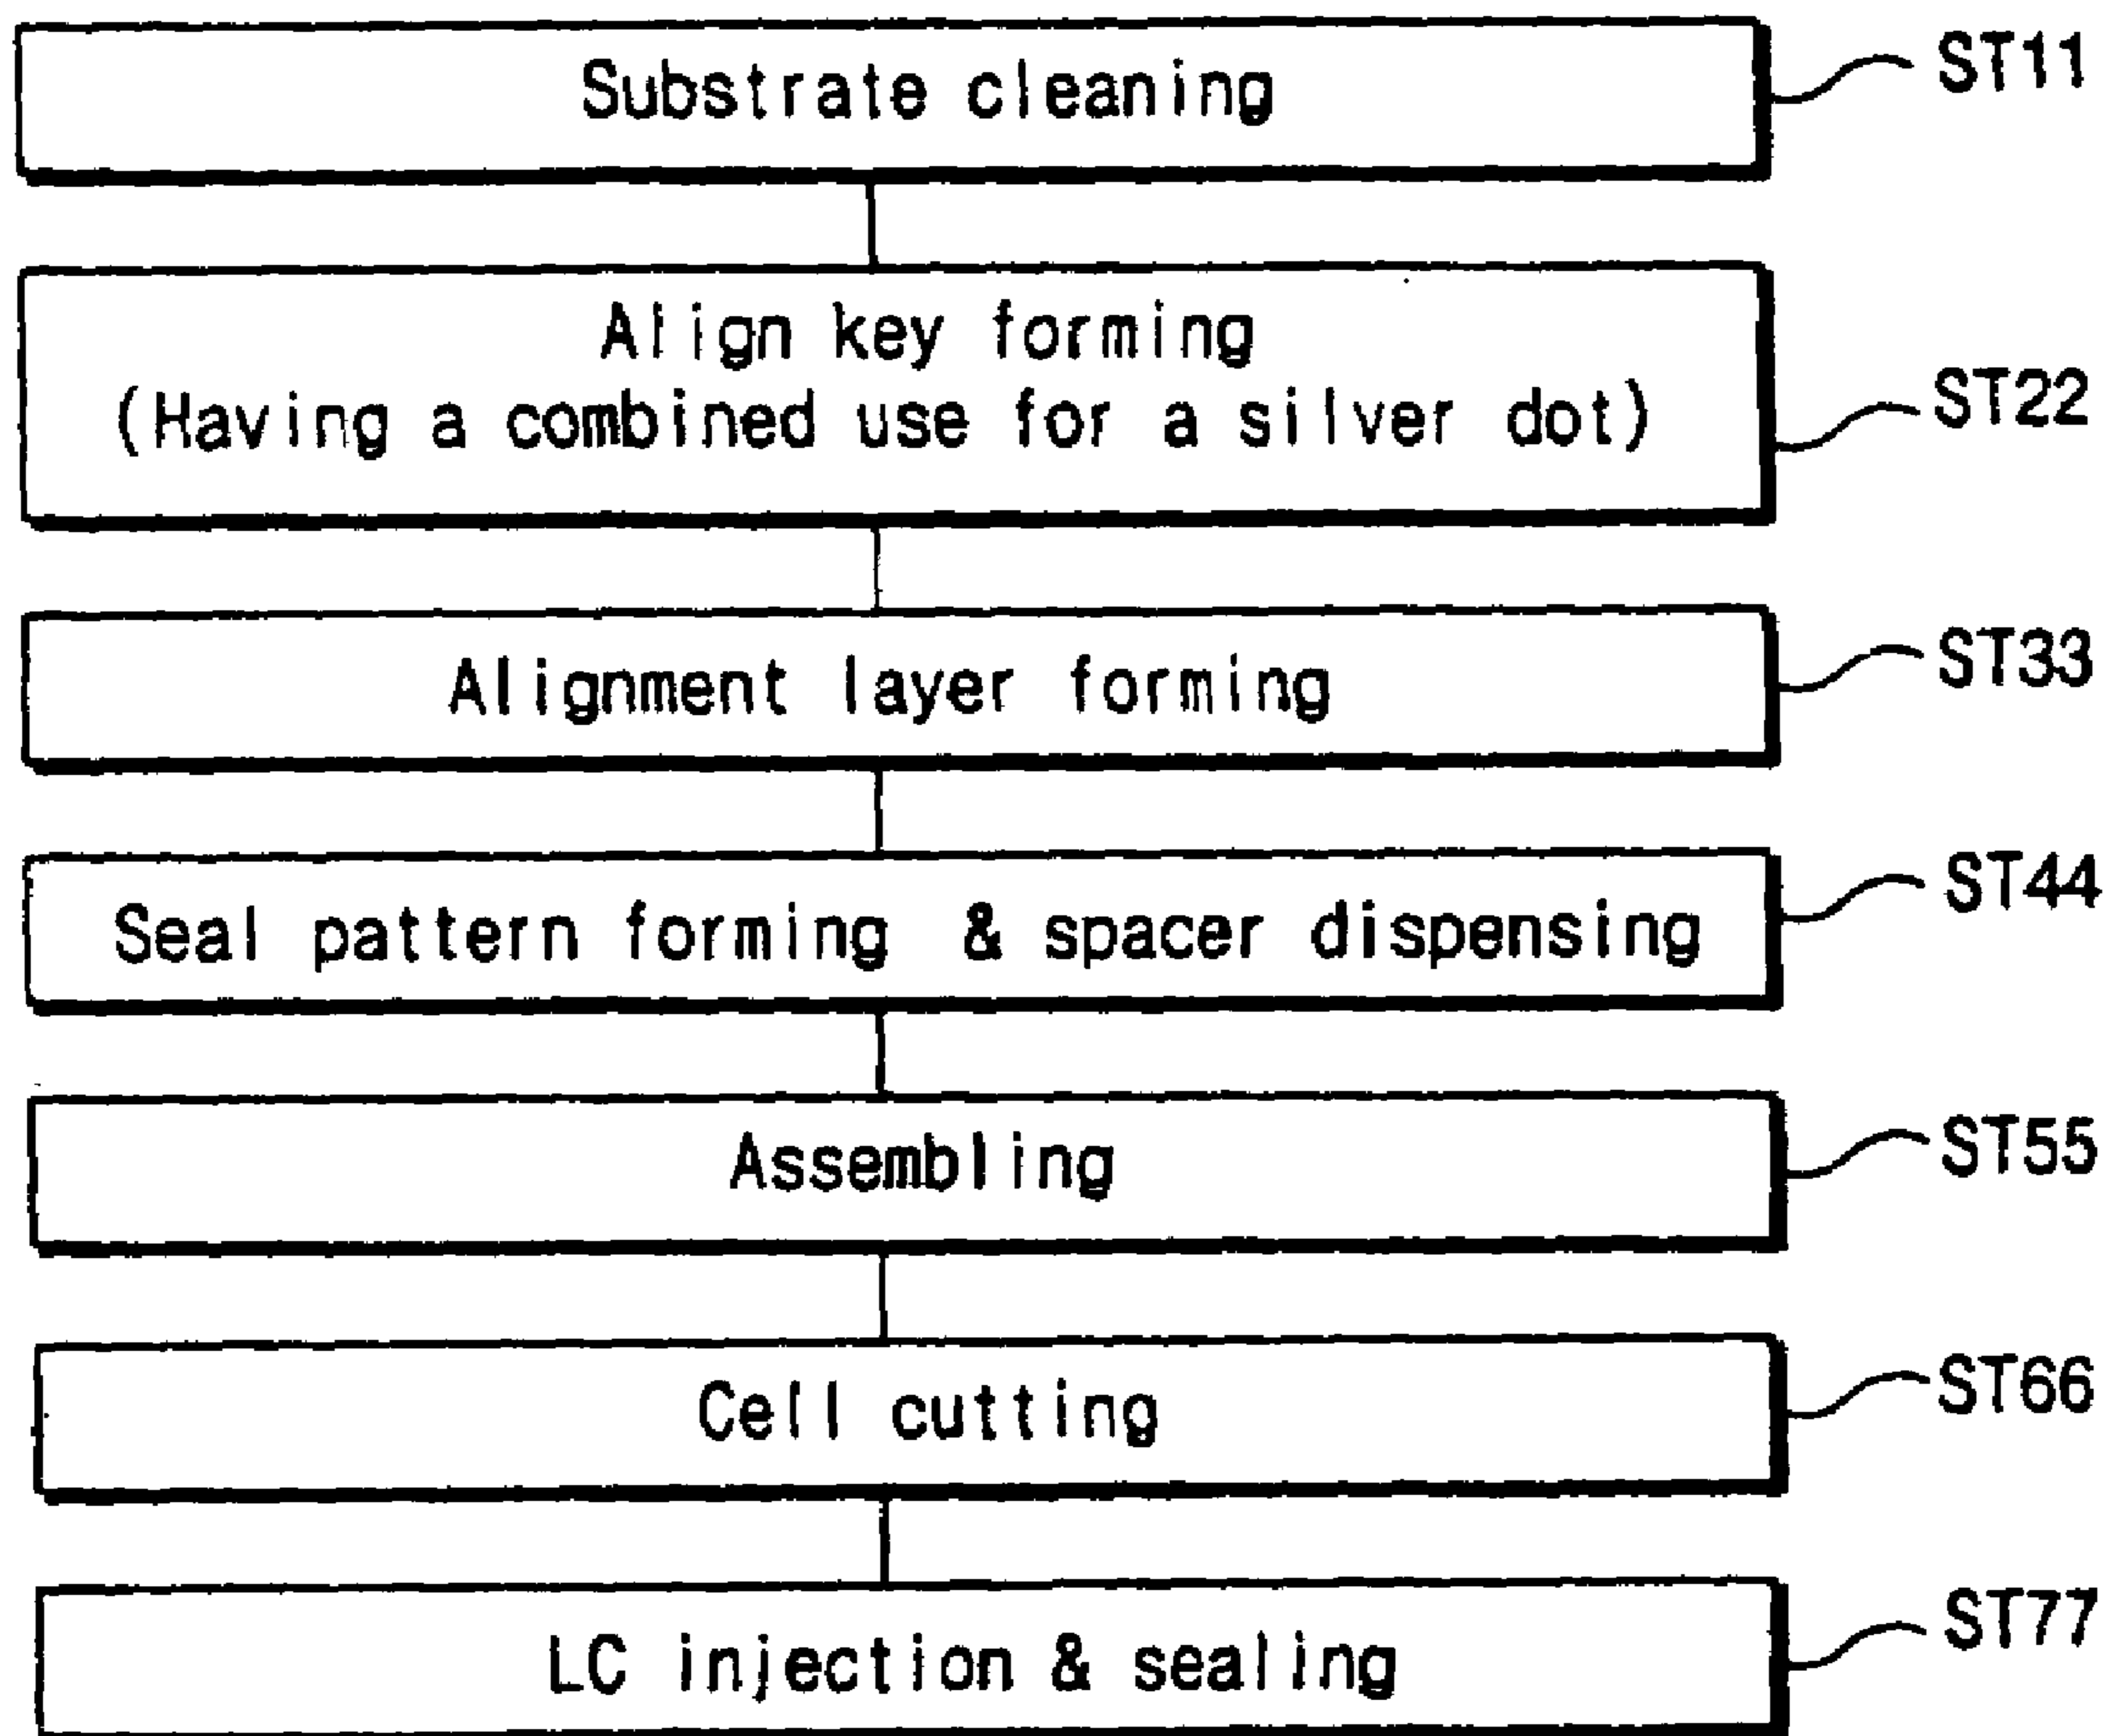 Substrate cleaning
ST11
Align key forming
(Having a combined use for a silver dot)
ST22
Alignment layer forming
ST33
Seal pattern forming & spacer dispensing
ST44
Assembling
ST55
Cell cutting
ST66
LC injection & sealing
ST77